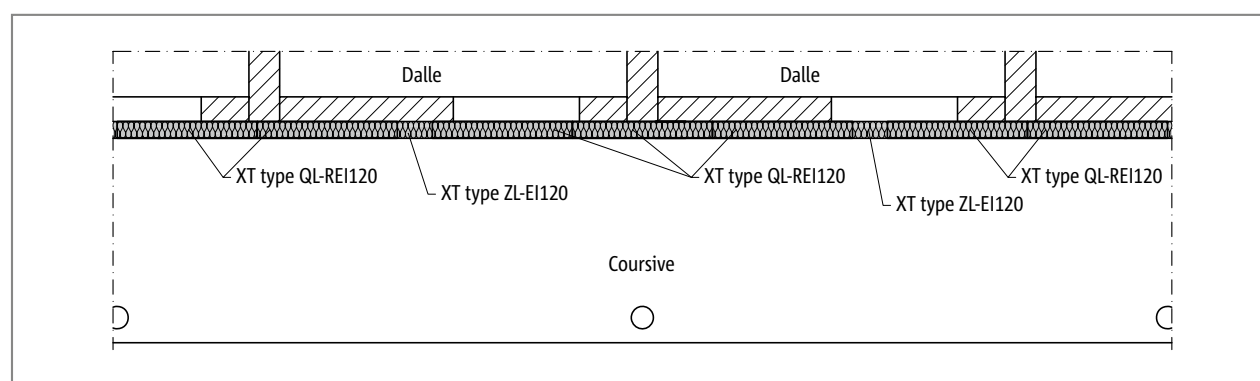 Dalle
Dalle
XT type QL-REI120
XT type ZL-EI120
XT type QL-REI120
XT type ZL-EI120
XT type QL-REI120
Coursive